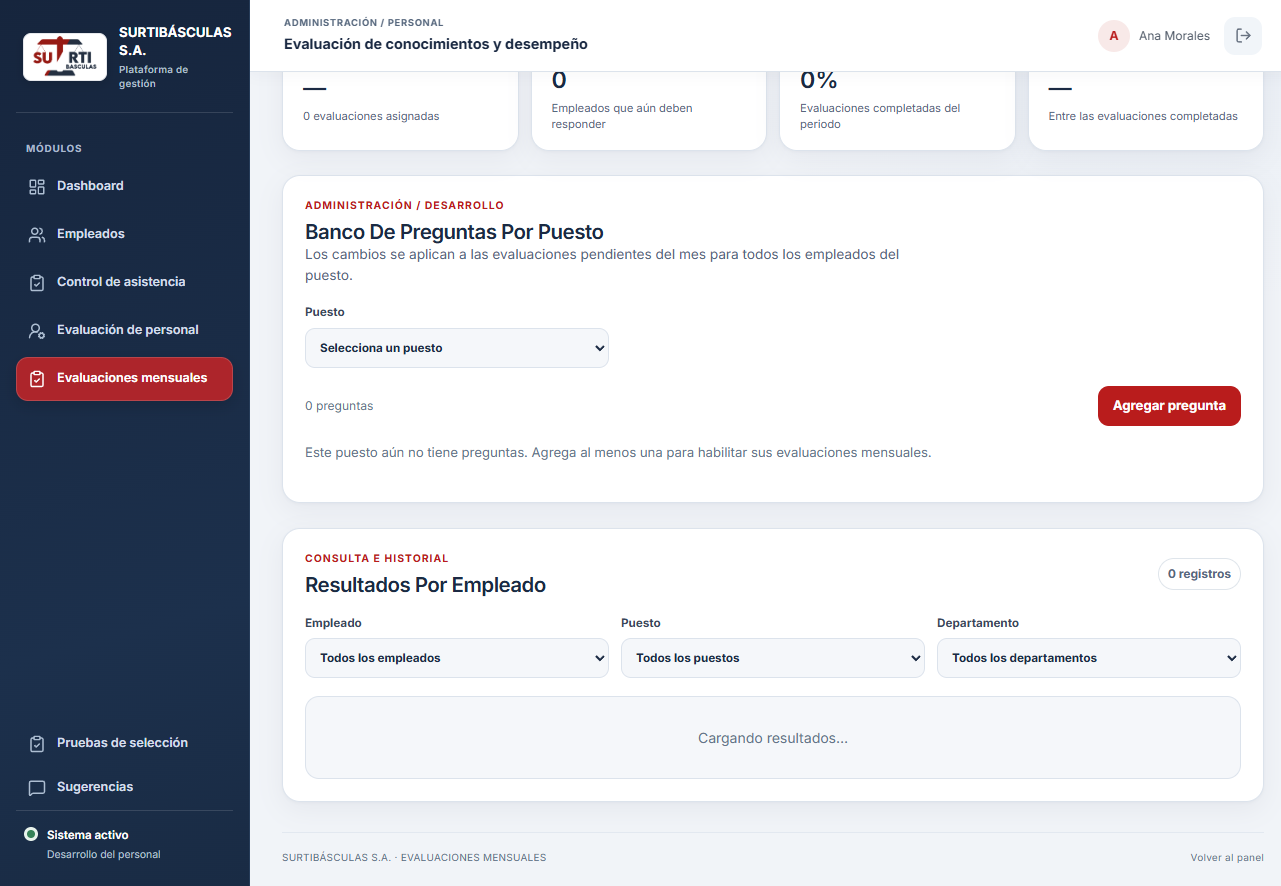 SURTI
BASCULAS
SURTIBÁSCULAS
S.A.
Plataforma de
gestión
MÓDULOS
Dashboard
Empleados
Control de asistencia
Evaluación de personal
Evaluaciones mensuales
Pruebas de selección
Sugerencias
Sistema activo
Desarrollo del personal
ADMINISTRACIÓN / PERSONAL
Evaluación de conocimientos y desempeño
A
Ana Morales
—
0 evaluaciones asignadas
0
Empleados que aún deben
responder
0%
Evaluaciones completadas del
periodo
—
Entre las evaluaciones completadas
ADMINISTRACIÓN / DESARROLLO
Banco De Preguntas Por Puesto
Los cambios se aplican a las evaluaciones pendientes del mes para todos los empleados del
puesto.
Puesto
Selecciona un puesto
0 preguntas
Agregar pregunta
Este puesto aún no tiene preguntas. Agrega al menos una para habilitar sus evaluaciones mensuales.
CONSULTA E HISTORIAL
Resultados Por Empleado
0 registros
Empleado
Puesto
Departamento
Todos los empleados
Todos los puestos
Todos los departamentos
Cargando resultados...
SURTIBÁSCULAS S.A. · EVALUACIONES MENSUALES
Volver al panel